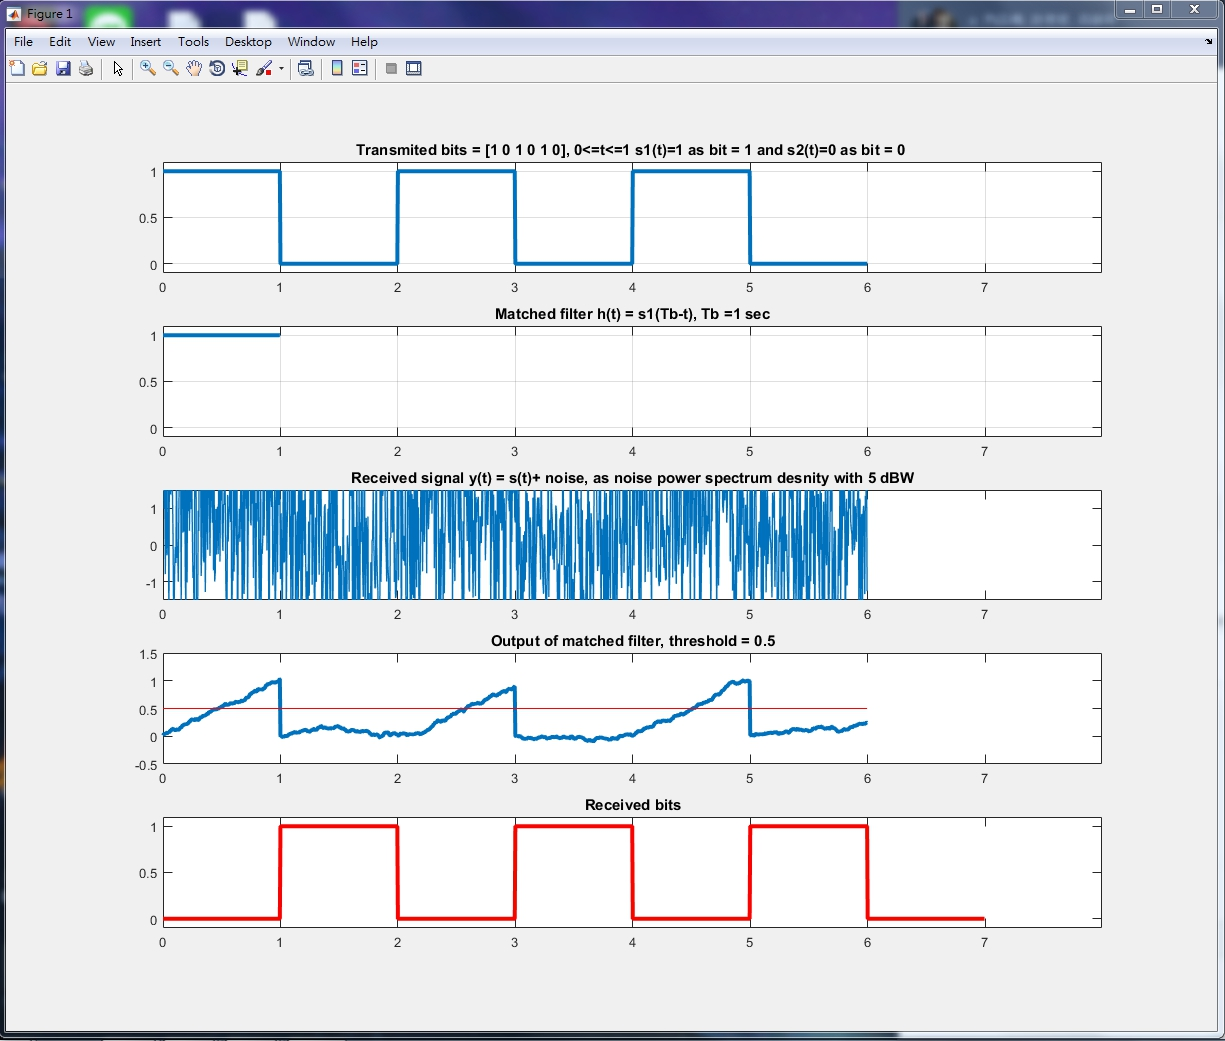 Figure 1
File Edit View Insert Tools Desktop Window Help
Transmited bits = [1 0 1 0 1 0], 0<=t<=1 s1(t)=1 as bit = 1 and s2(t)=0 as bit = 0
1
0.5
0
0 1 2 3 4 5 6 7
Matched filter h(t) = s1(Tb-t), Tb =1 sec
1
0.5
0
0 1 2 3 4 5 6 7
Received signal y(t) = s(t)+ noise, as noise power spectrum desnity with 5 dBW
1
0
-1
0 1 2 3 4 5 6 7
Output of matched filter, threshold = 0.5
1.5
1
0.5
0
-0.5
0 1 2 3 4 5 6 7
Received bits
1
0.5
0
0 1 2 3 4 5 6 7